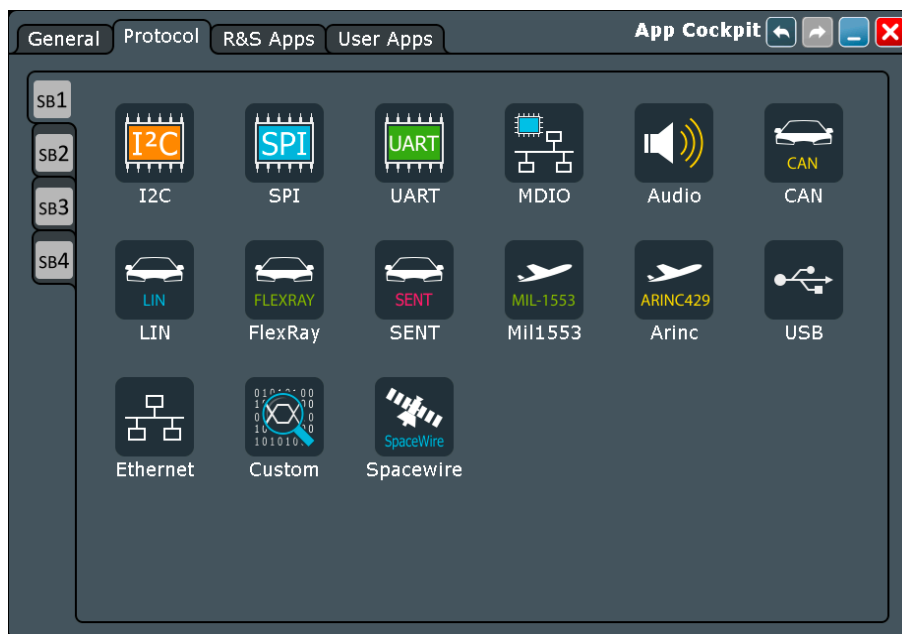 General Protocol R&S Apps User Apps App Cockpit
SB1
SB2
SB3
SB4
I²C SPI UART CAN
I2C SPI UART MDIO Audio CAN
LIN FLEXRAY SENT MIL-1553 ARINC429
LIN FlexRay SENT Mil1553 Arinc USB
SpaceWire
Ethernet Custom Spacewire